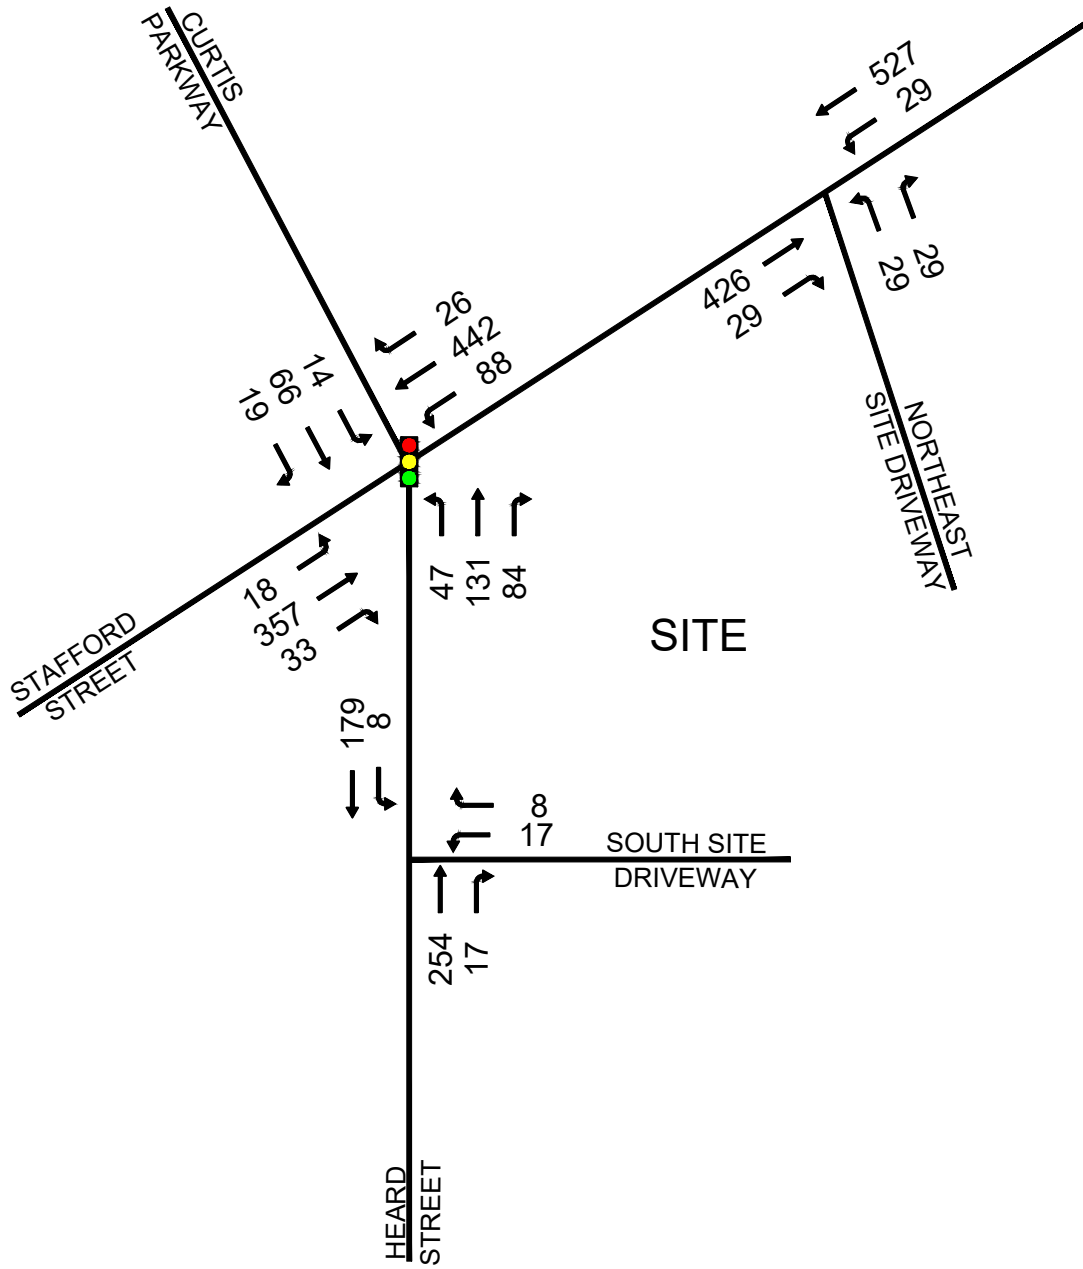 CURTIS
PARKWAY
527
29
29
29
426
29
26
442
88
14
66
19
NORTHEAST
SITE DRIVEWAY
18
357
33
47
131
84
SITE
STAFFORD
STREET
179
8
8
17
SOUTH SITE
DRIVEWAY
254
17
HEARD
STREET